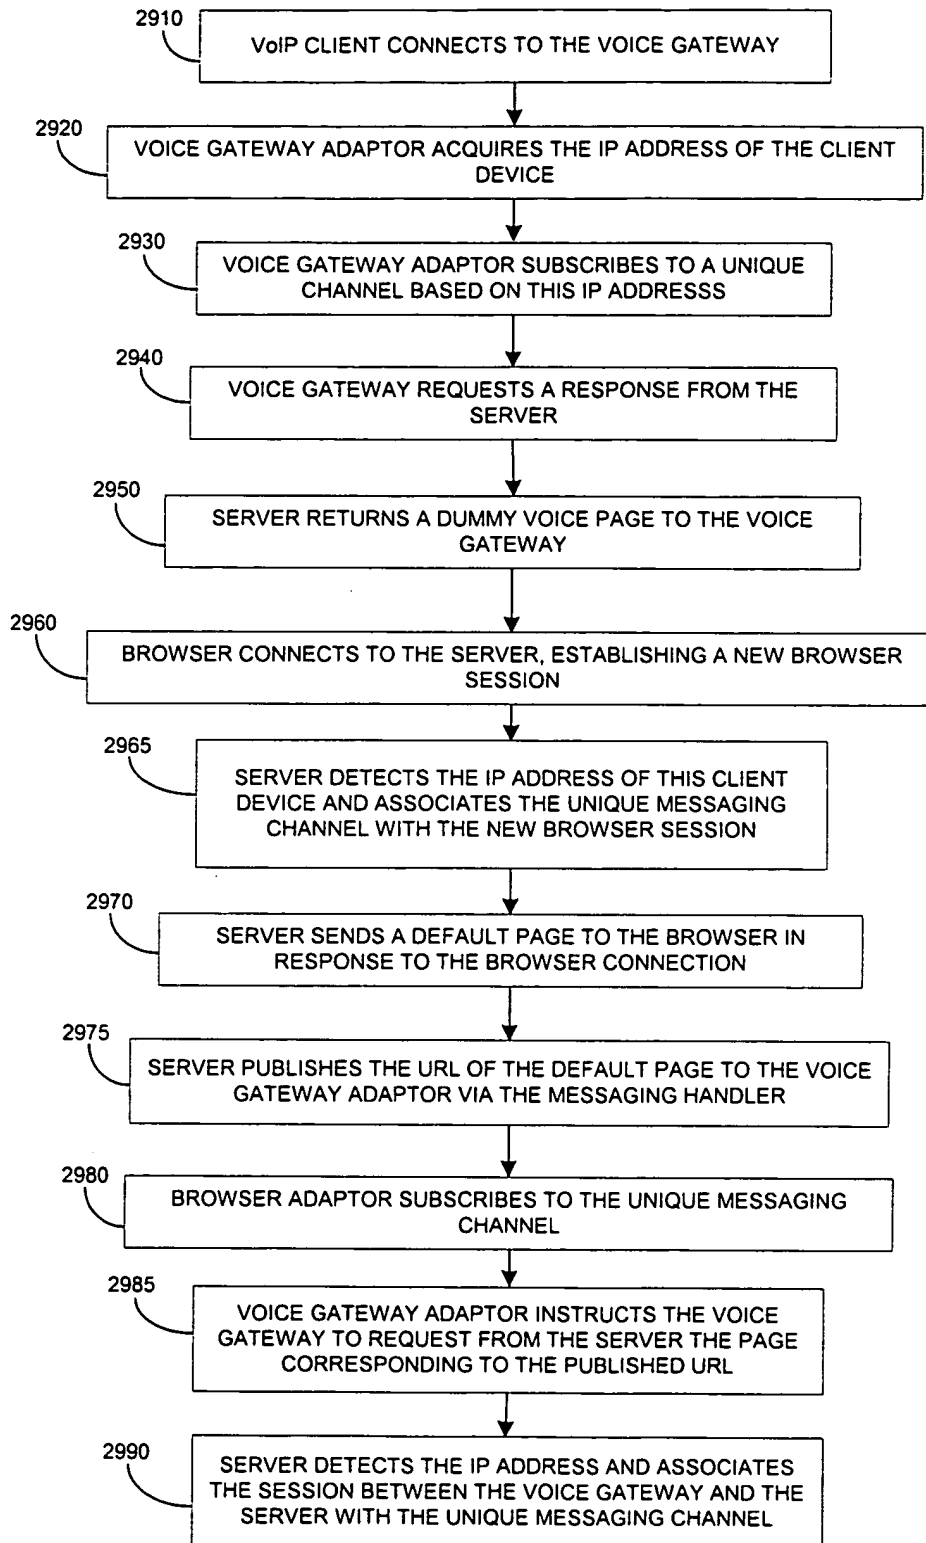 2910
VoIP CLIENT CONNECTS TO THE VOICE GATEWAY
2920
VOICE GATEWAY ADAPTOR ACQUIRES THE IP ADDRESS OF THE CLIENT
DEVICE
2930
VOICE GATEWAY ADAPTOR SUBSCRIBES TO A UNIQUE
CHANNEL BASED ON THIS IP ADDRESSS
2940
VOICE GATEWAY REQUESTS A RESPONSE FROM THE
SERVER
2950
SERVER RETURNS A DUMMY VOICE PAGE TO THE VOICE
GATEWAY
2960
BROWSER CONNECTS TO THE SERVER, ESTABLISHING A NEW BROWSER
SESSION
2965
SERVER DETECTS THE IP ADDRESS OF THIS CLIENT
DEVICE AND ASSOCIATES THE UNIQUE MESSAGING
CHANNEL WITH THE NEW BROWSER SESSION
2970
SERVER SENDS A DEFAULT PAGE TO THE BROWSER IN
RESPONSE TO THE BROWSER CONNECTION
2975
SERVER PUBLISHES THE URL OF THE DEFAULT PAGE TO THE VOICE
GATEWAY ADAPTOR VIA THE MESSAGING HANDLER
2980
BROWSER ADAPTOR SUBSCRIBES TO THE UNIQUE MESSAGING
CHANNEL
2985
VOICE GATEWAY ADAPTOR INSTRUCTS THE VOICE
GATEWAY TO REQUEST FROM THE SERVER THE PAGE
CORRESPONDING TO THE PUBLISHED URL
2990
SERVER DETECTS THE IP ADDRESS AND ASSOCIATES
THE SESSION BETWEEN THE VOICE GATEWAY AND THE
SERVER WITH THE UNIQUE MESSAGING CHANNEL